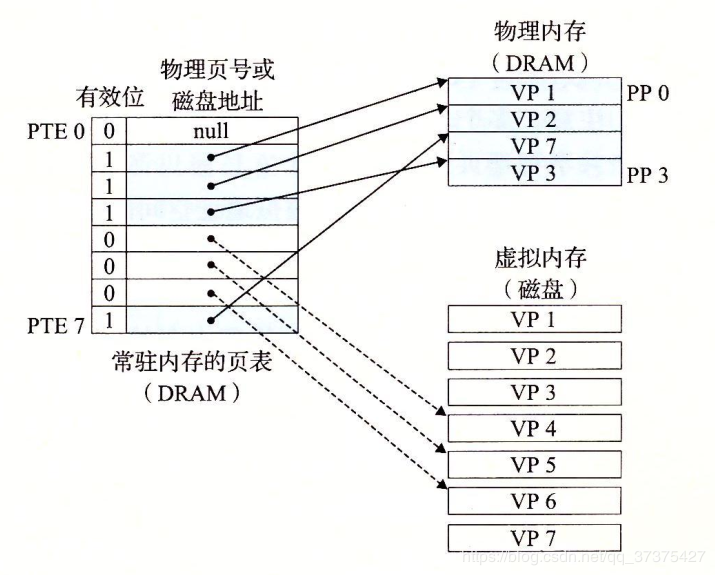 物理页号或
磁盘地址
有效位
PTE 0
0
null
1
1
1
0
0
0
PTE 7
1
常驻内存的页表
（DRAM）
物理内存
（DRAM）
VP 1
PP 0
VP 2
VP 7
VP 3
PP 3
虚拟内存
（磁盘）
VP 1
VP 2
VP 3
VP 4
VP 5
VP 6
VP 7
https://blog.csdn.net/qq_37375427